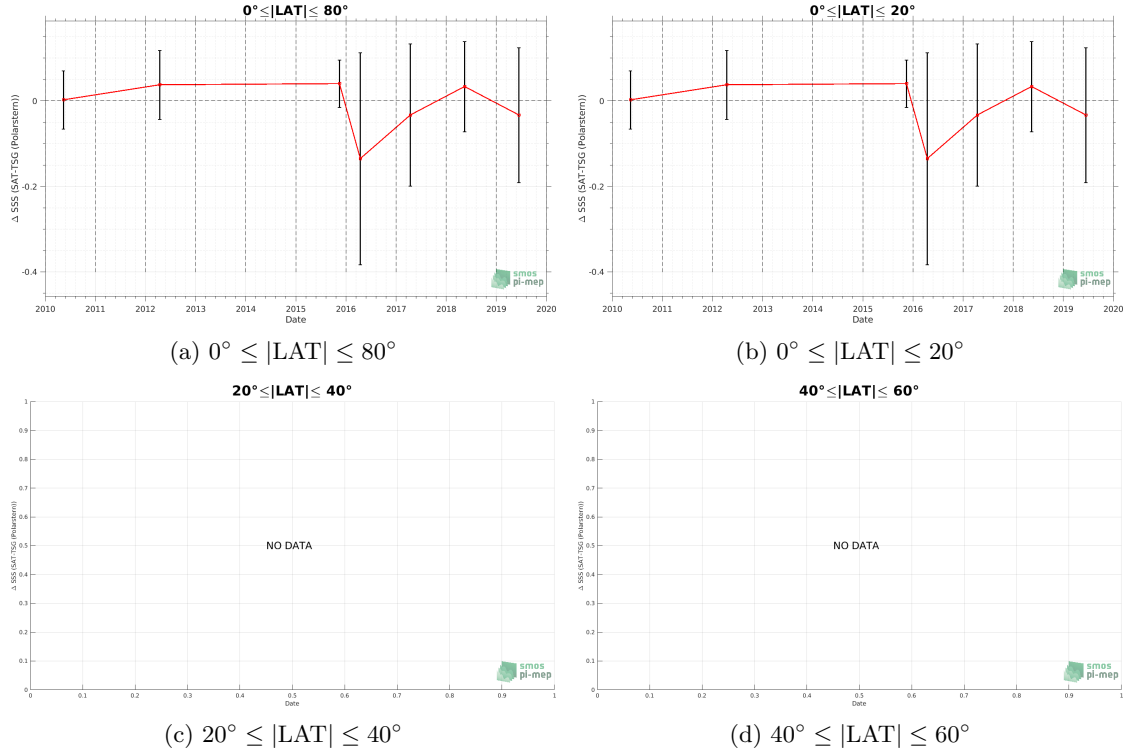 0°≤|LAT|≤ 80°
Δ SSS (SAT-TSG (Polarstern))
0
-0.2
-0.4
2010 2011 2012 2013 2014 2015 2016 2017 2018 2019 2020
Date
smos
pi-mep
(a) 0° ≤ |LAT| ≤ 80°
0°≤|LAT|≤ 20°
Δ SSS (SAT-TSG (Polarstern))
0
-0.2
-0.4
2010 2011 2012 2013 2014 2015 2016 2017 2018 2019 2020
Date
smos
pi-mep
(b) 0° ≤ |LAT| ≤ 20°
20°≤|LAT|≤ 40°
Δ SSS (SAT-TSG (Polarstern))
1
0.9
0.8
0.7
0.6
0.5
0.4
0.3
0.2
0.1
0
NO DATA
0 0.1 0.2 0.3 0.4 0.5 0.6 0.7 0.8 0.9 1
Date
smos
pi-mep
(c) 20° ≤ |LAT| ≤ 40°
40°≤|LAT|≤ 60°
Δ SSS (SAT-TSG (Polarstern))
1
0.9
0.8
0.7
0.6
0.5
0.4
0.3
0.2
0.1
0
NO DATA
0 0.1 0.2 0.3 0.4 0.5 0.6 0.7 0.8 0.9 1
Date
smos
pi-mep
(d) 40° ≤ |LAT| ≤ 60°